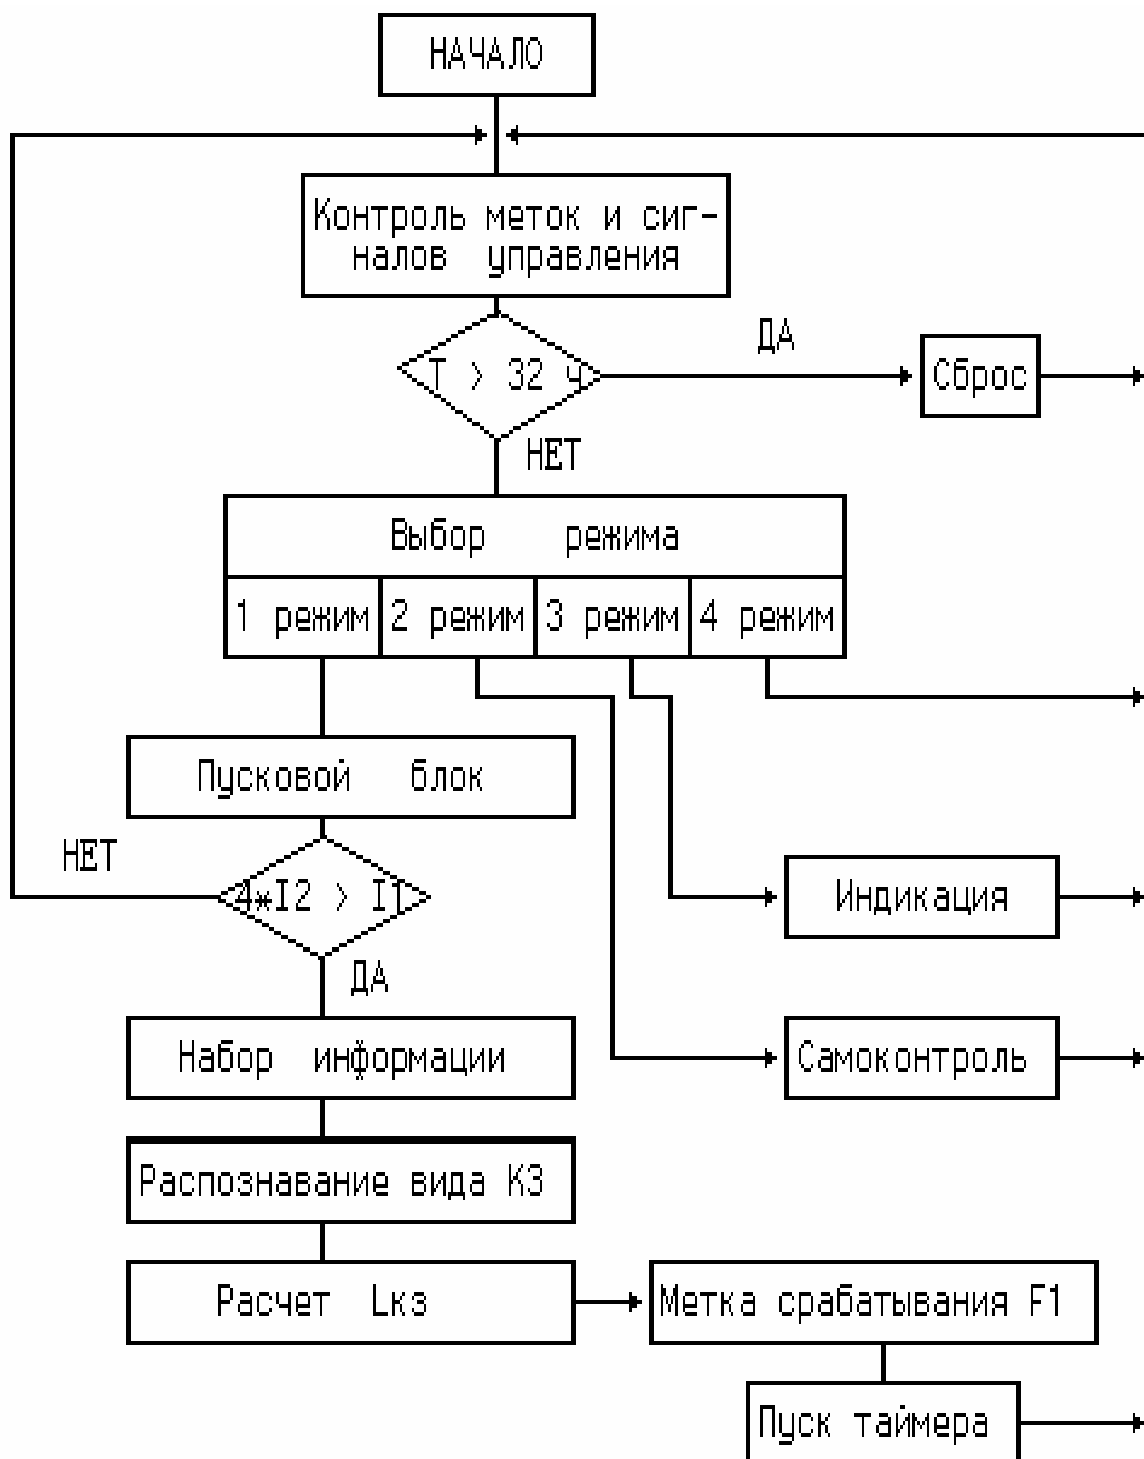 НАЧАЛО
Контроль меток и сиг-
налов управления
Т > 32 ч
ДА
Сброс
НЕТ
Выбор режима
1 режим
2 режим
3 режим
4 режим
Пусковой блок
НЕТ
4*I2 > I1
Индикация
ДА
Набор информации
Самоконтроль
Распознавание вида КЗ
Расчет Lкз
Метка срабатывания F1
Пуск таймера